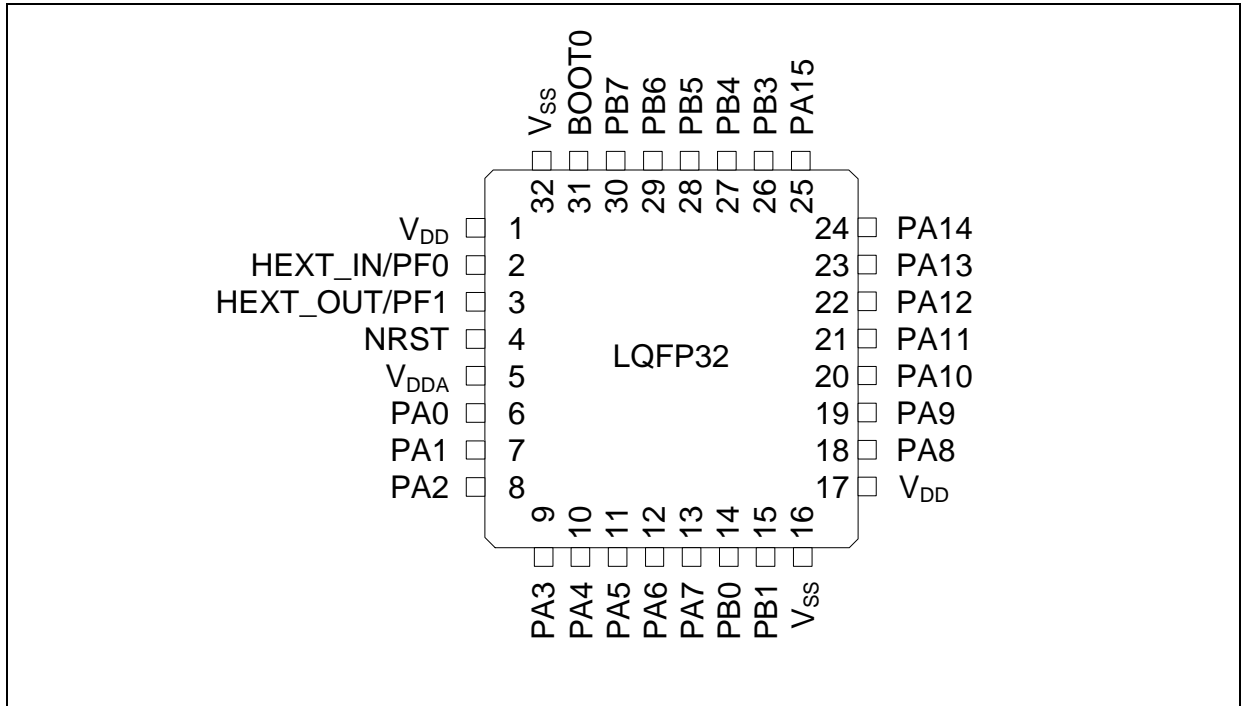 VSS
BOOT0
PB7
PB6
PB5
PB4
PB3
PA15
32
31
30
29
28
27
26
25
VDD 1
HEXT_IN/PF0 2
HEXT_OUT/PF1 3
NRST 4
VDDA 5
PA0 6
PA1 7
PA2 8
LQFP32
24 PA14
23 PA13
22 PA12
21 PA11
20 PA10
19 PA9
18 PA8
17 VDD
9
10
11
12
13
14
15
16
PA3
PA4
PA5
PA6
PA7
PB0
PB1
VSS